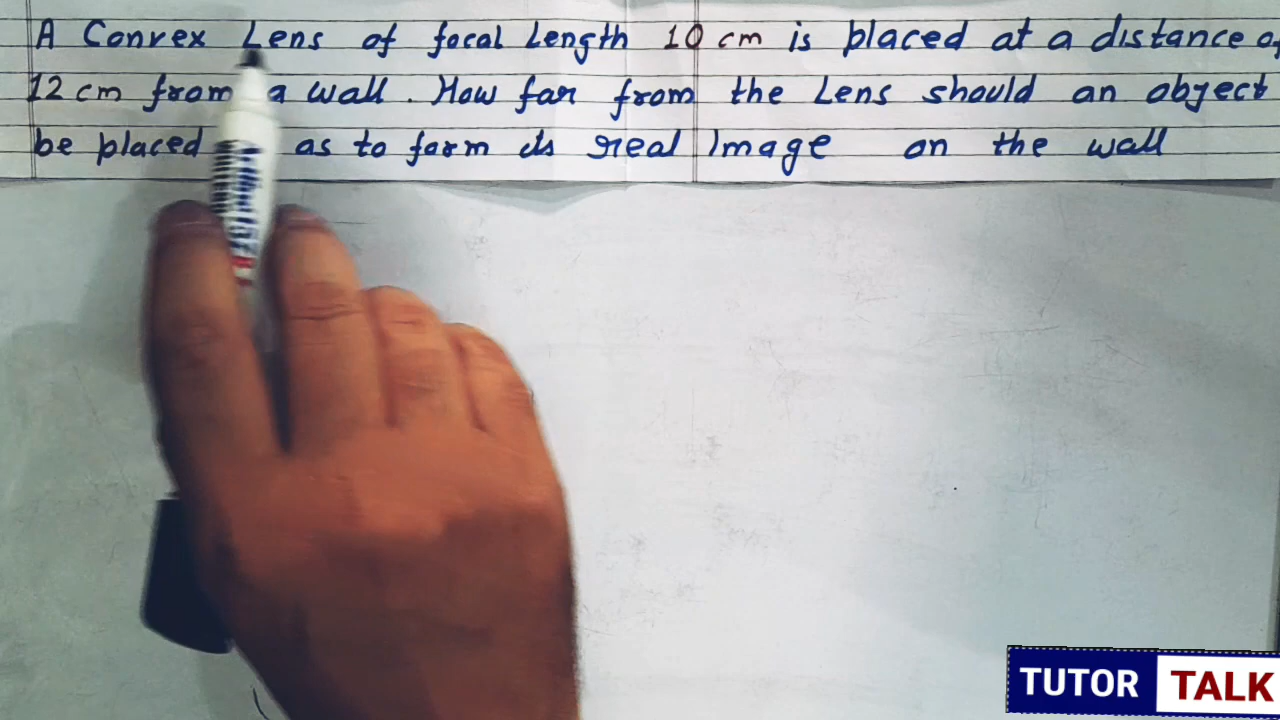 A Convex Lens of focal Length 10 cm is placed at a distance of
12 cm from a wall. How far from the Lens should an object
be placed as to form its real Image on the wall
TUTOR TALK